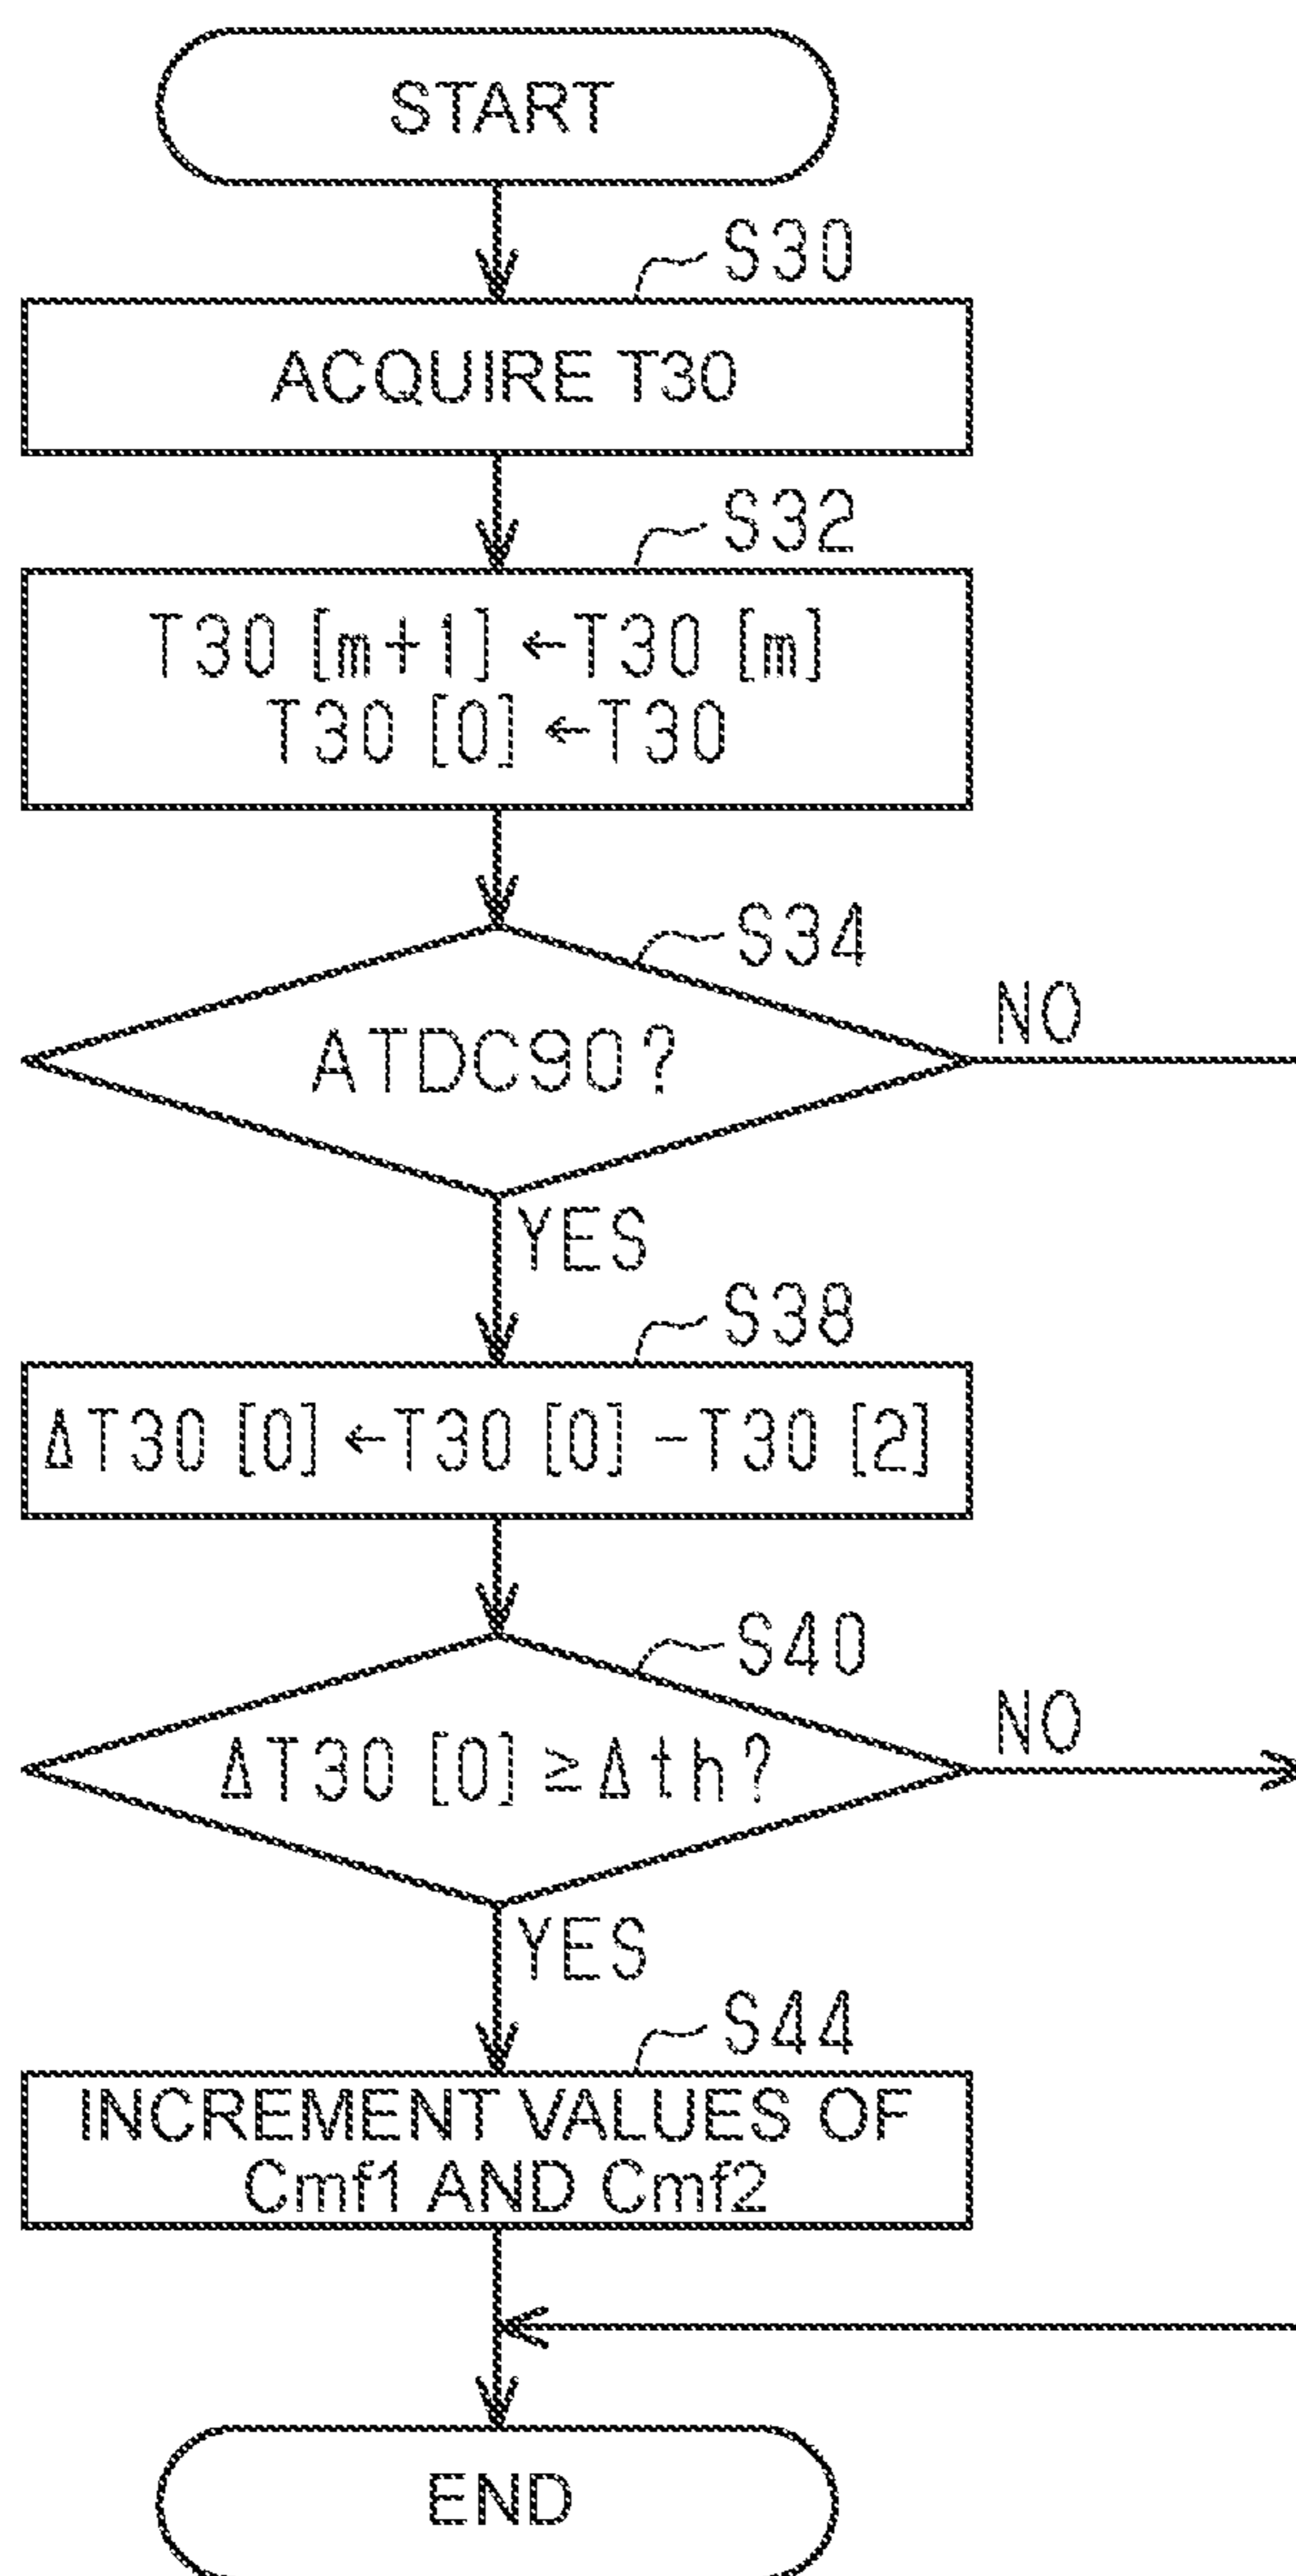 START
S30
ACQUIRE T30
S32
T30 [m+1] ←T30 [m]
T30 [0] ←T30
S34
ATDC90?
NO
YES
S38
ΔT30 [0] ←T30 [0] −T30 [2]
S40
ΔT30 [0] ≥Δth?
NO
YES
S44
INCREMENT VALUES OF
Cmf1 AND Cmf2
END